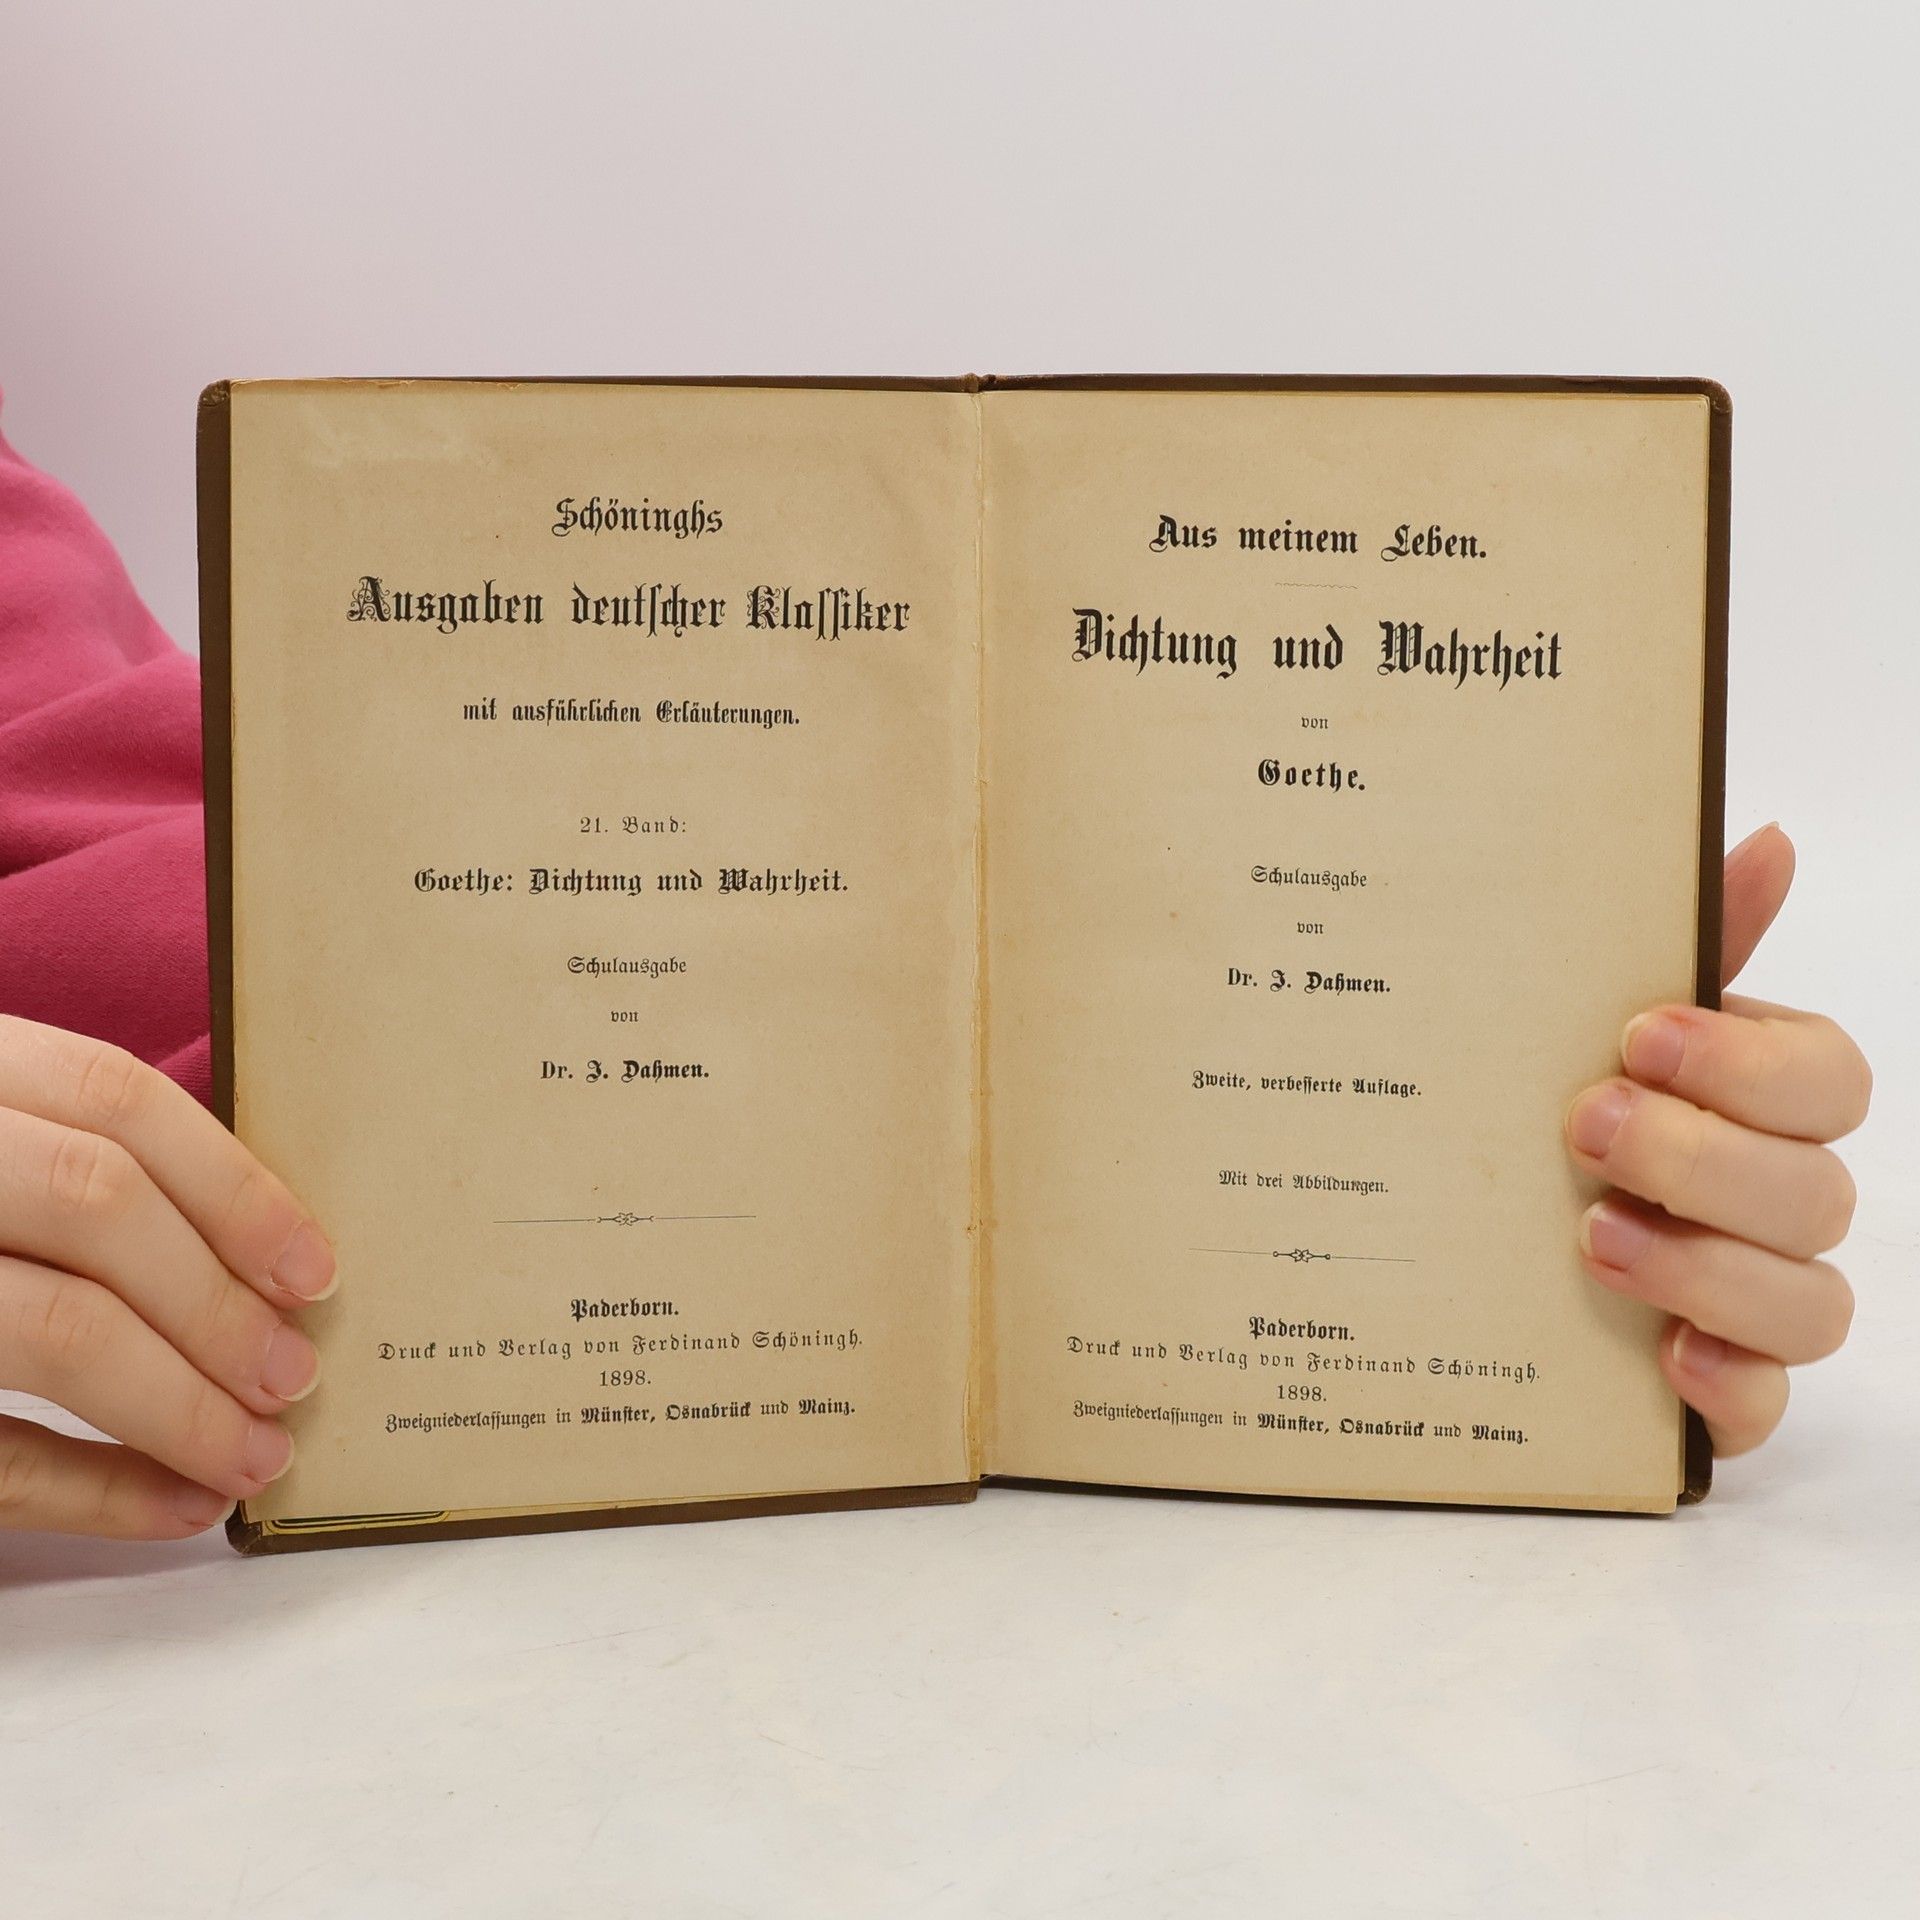 Schöninghs
Ausgaben deutscher Klassiker
mit ausführlichen Erläuterungen.
21. Band:
Goethe: Dichtung und Wahrheit.
Schulausgabe
von
Dr. J. Dahmen.
Paderborn.
Druck und Verlag von Ferdinand Schöningh.
1898.
Zweigniederlassungen in Münster, Osnabrück und Mainz.
Aus meinem Leben.
Dichtung und Wahrheit
von
Goethe.
Schulausgabe
von
Dr. J. Dahmen.
Zweite, verbesserte Auflage.
Mit drei Abbildungen.
Paderborn.
Druck und Verlag von Ferdinand Schöningh.
1898.
Zweigniederlassungen in Münster, Osnabrück und Mainz.